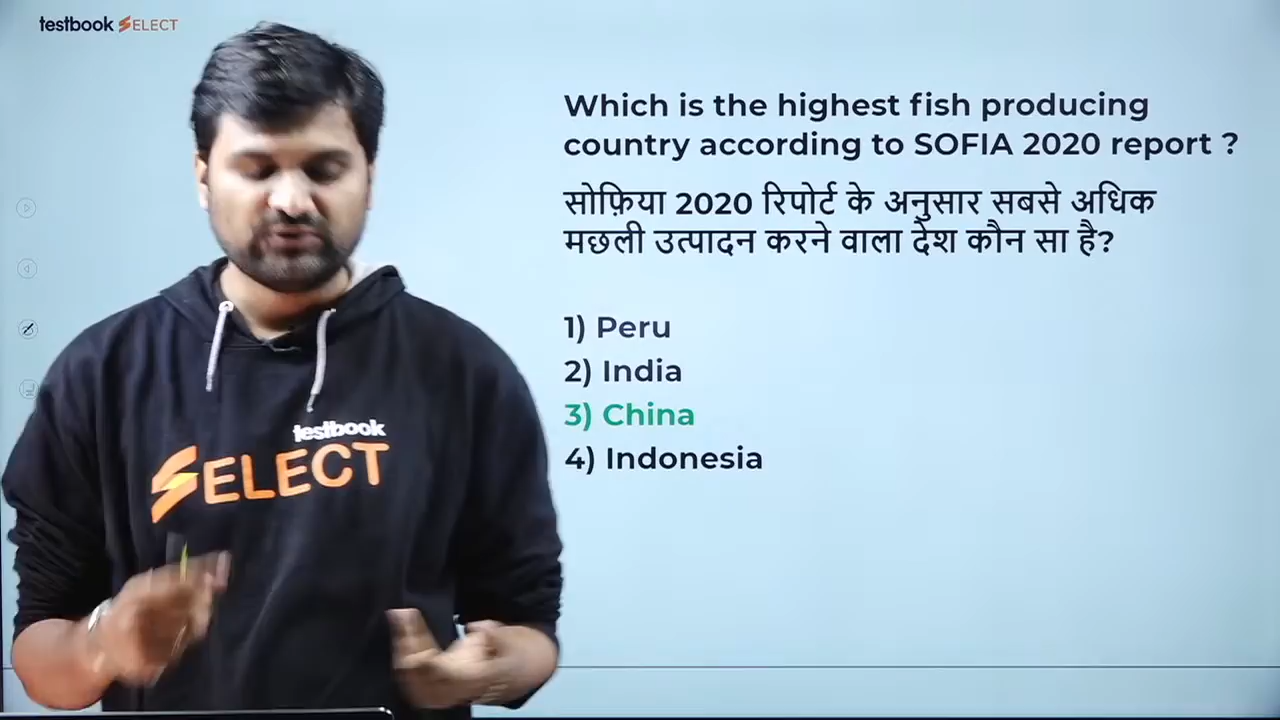 testbook SELECT
Which is the highest fish producing
country according to SOFIA 2020 report ?
सोफ़िया 2020 रिपोर्ट के अनुसार सबसे अधिक
मछली उत्पादन करने वाला देश कौन सा है?
1) Peru
2) India
3) China
4) Indonesia
testbook
SELECT